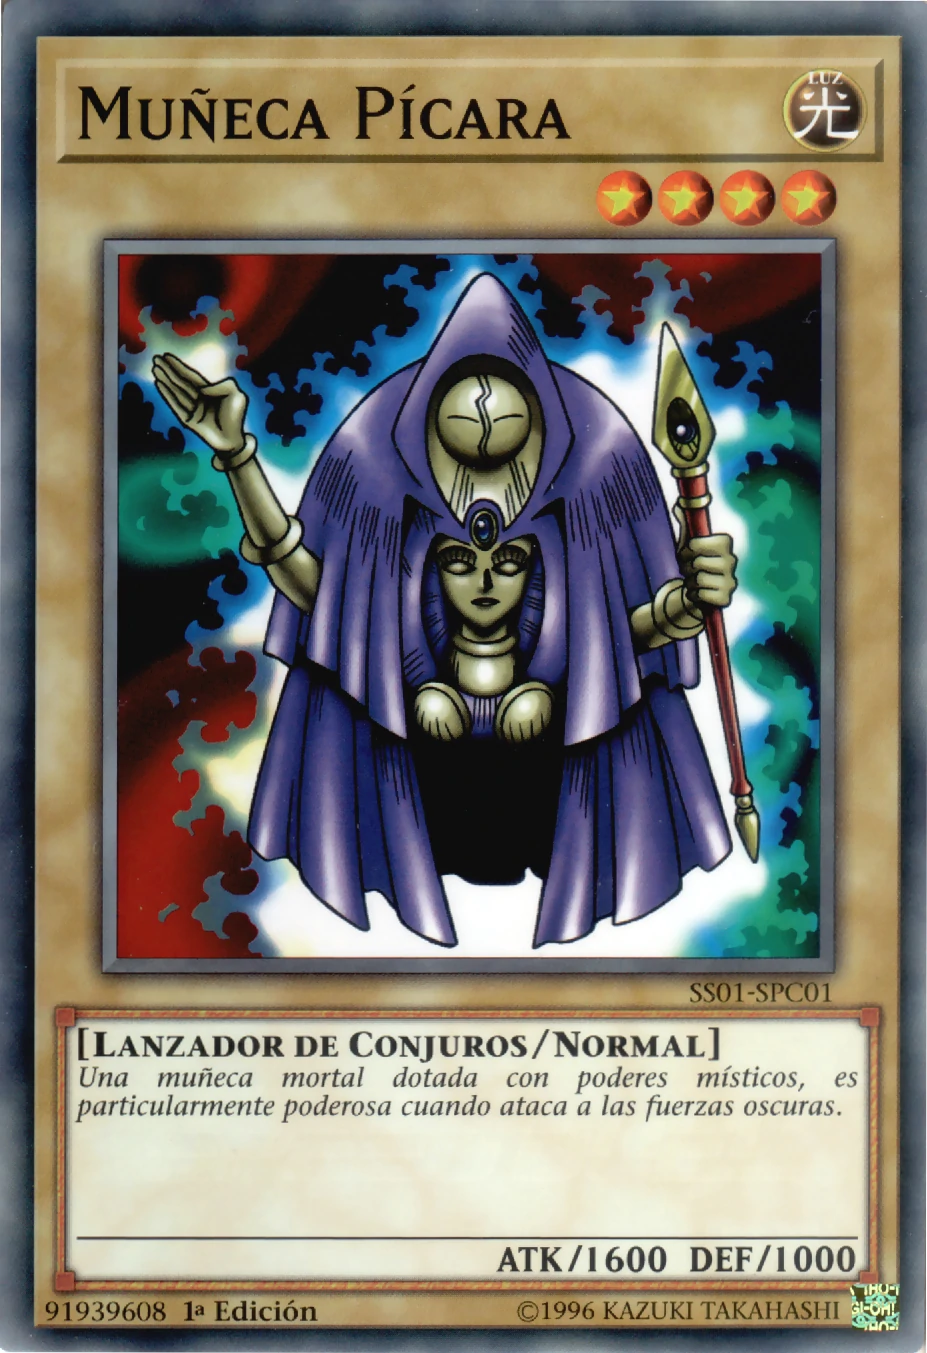 Muñeca Pícara
LUZ
光
SS01-SPC01
[Lanzador de Conjuros/Normal]
Una muñeca mortal dotada con poderes místicos, es
particularmente poderosa cuando ataca a las fuerzas oscuras.
ATK/1600 DEF/1000
91939608 1ª Edición ©1996 KAZUKI TAKAHASHI